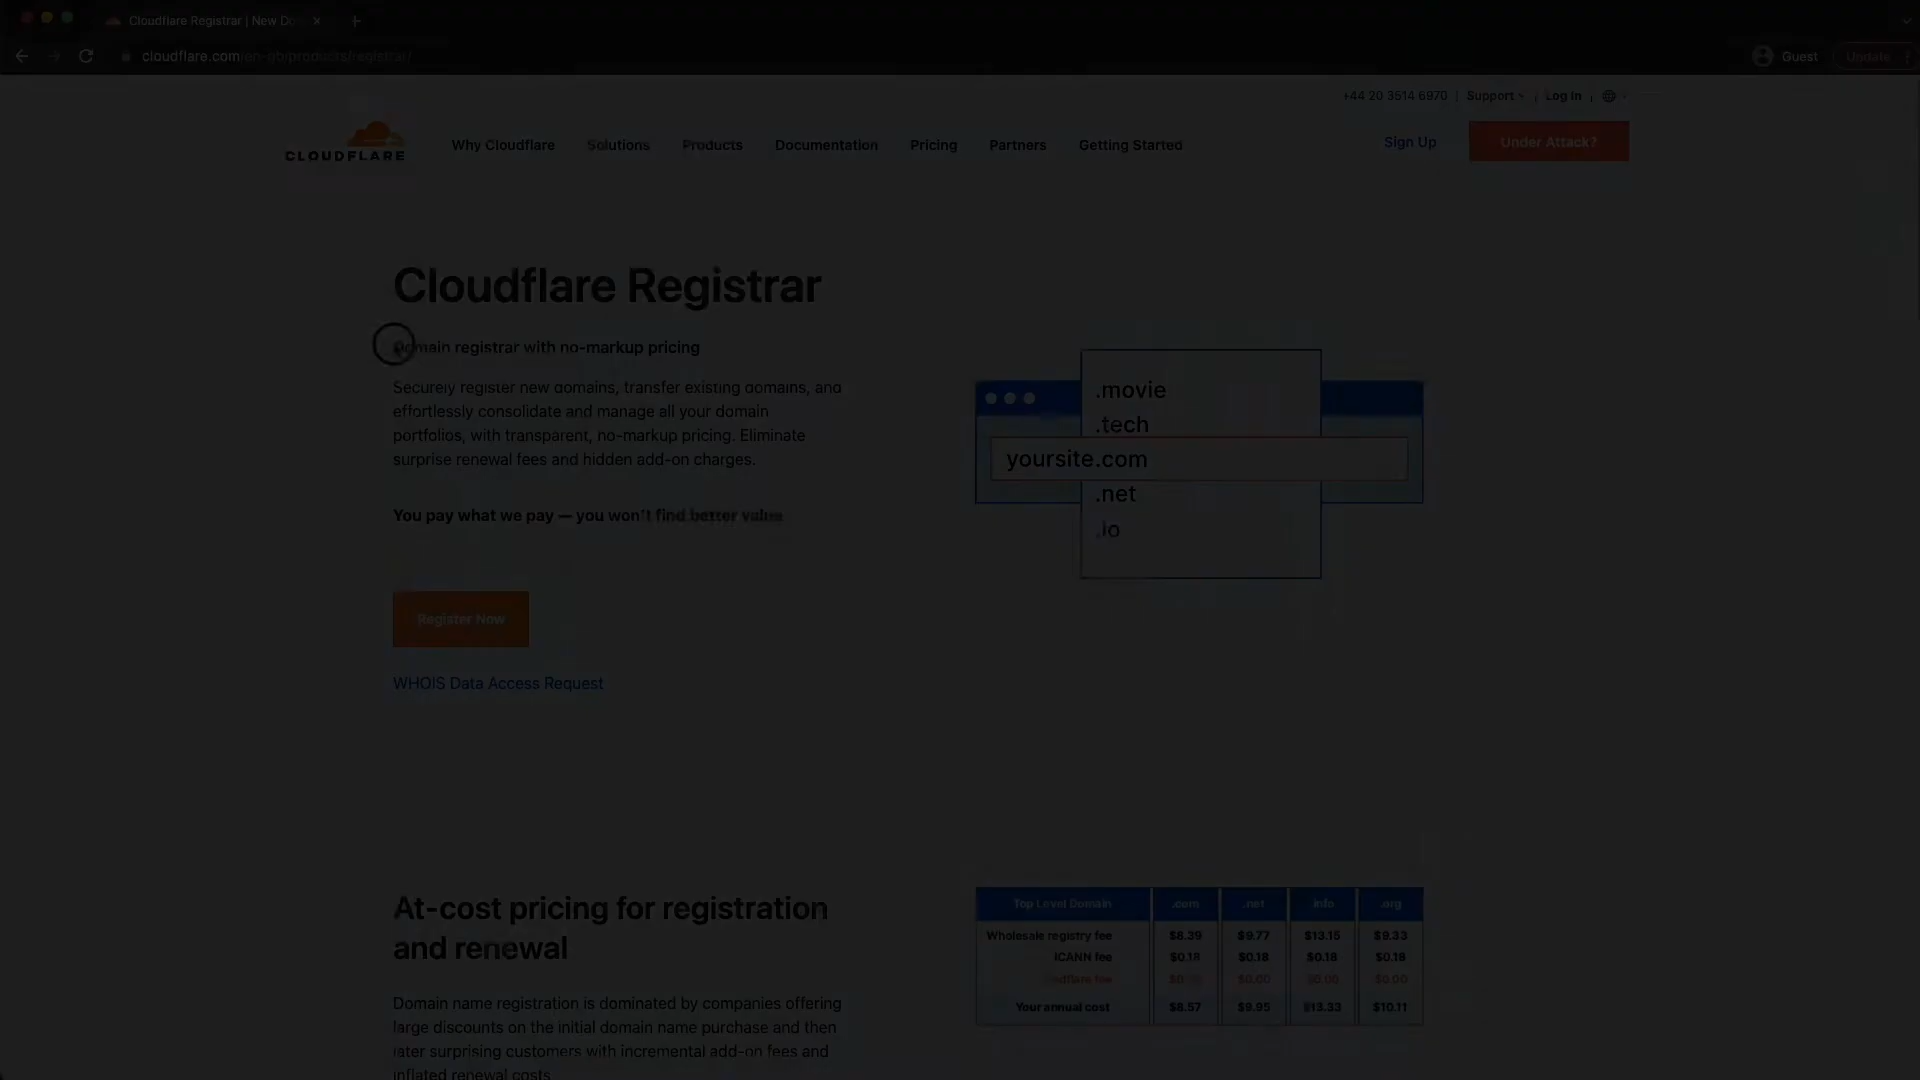 Cloudflare Registrar | New Do
cloudflare.com/en-gb/products/registrar/
Guest
Update
+44 20 3514 6970 | Support | Log In |
CLOUDFLARE
Why Cloudflare
Solutions
Products
Documentation
Pricing
Partners
Getting Started
Sign Up
Under Attack?
Cloudflare Registrar
Domain registrar with no-markup pricing
Securely register new domains, transfer existing domains, and
effortlessly consolidate and manage all your domain
portfolios, with transparent, no-markup pricing. Eliminate
surprise renewal fees and hidden add-on charges.
You pay what we pay — you won't find better value
Register Now
WHOIS Data Access Request
.movie
.tech
yoursite.com
.net
.io
At-cost pricing for registration
and renewal
Domain name registration is dominated by companies offering
large discounts on the initial domain name purchase and then
later surprising customers with incremental add-on fees and
inflated renewal costs.
Top Level Domain .com .net .info .org
Wholesale registry fee $8.39 $9.77 $13.15 $9.33
ICANN fee $0.18 $0.18 $0.18 $0.18
Cloudflare fee $0.00 $0.00 $0.00 $0.00
Your annual cost $8.57 $9.95 $13.33 $10.11